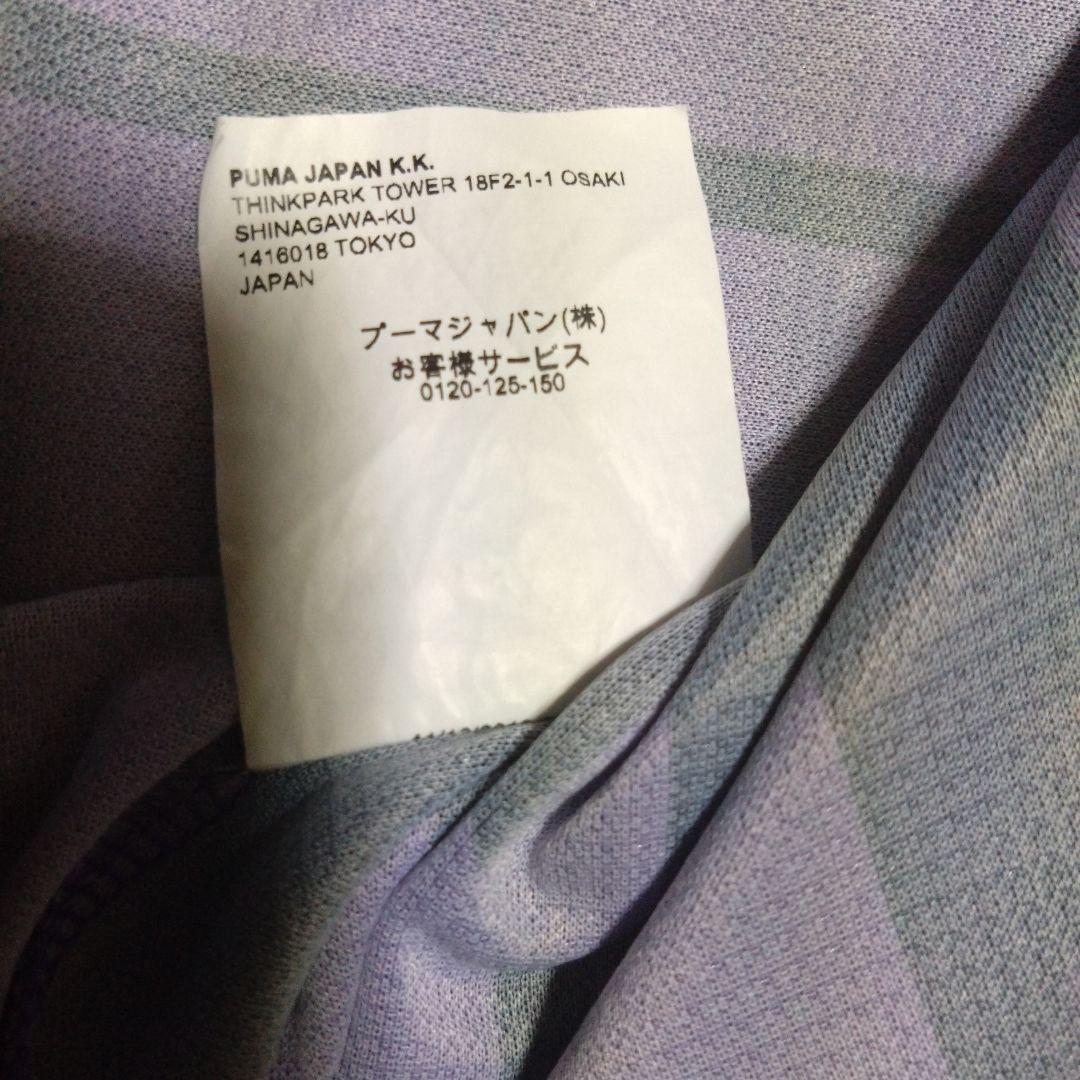 PUMA JAPAN K.K.
THINKPARK TOWER 18F2-1-1 OSAKI
SHINAGAWA-KU
1416018 TOKYO
JAPAN
プーマジャパン(株)
お客様サービス
0120-125-150